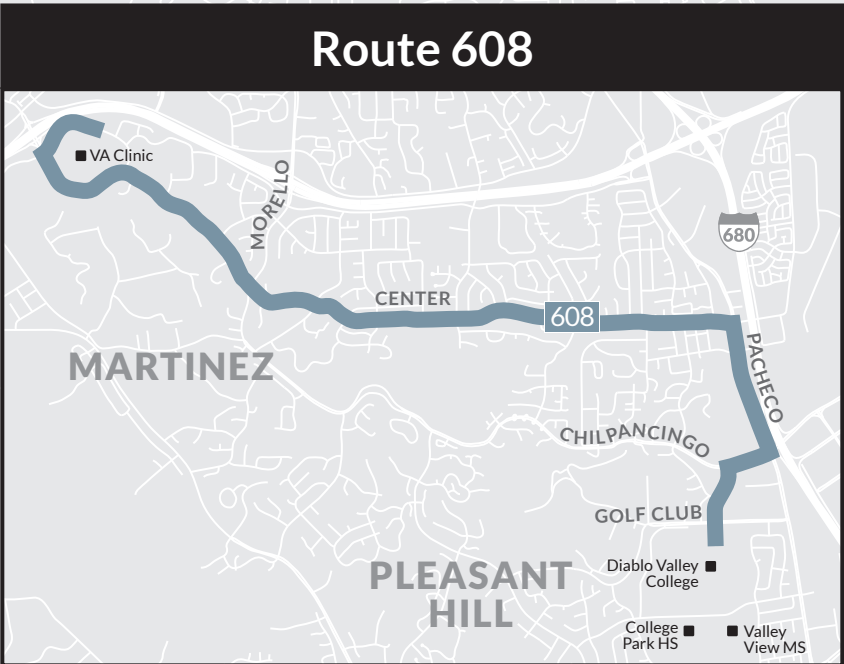 Route 608
VA Clinic
MORELLO
680
CENTER
608
PACHECO
MARTINEZ
CHILPANCINGO
GOLF CLUB
PLEASANT
HILL
Diablo Valley
College
College
Park HS
Valley
View MS